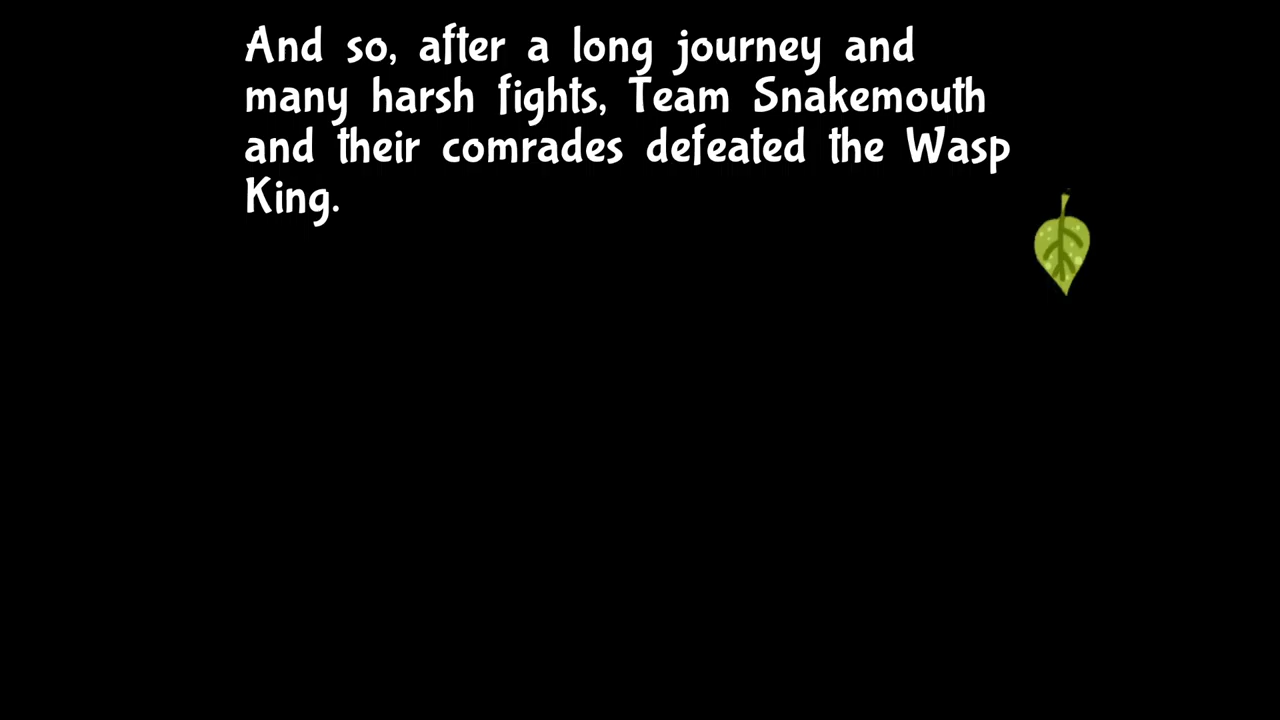 And so, after a long journey and
many harsh fights, Team Snakemouth
and their comrades defeated the Wasp
King.